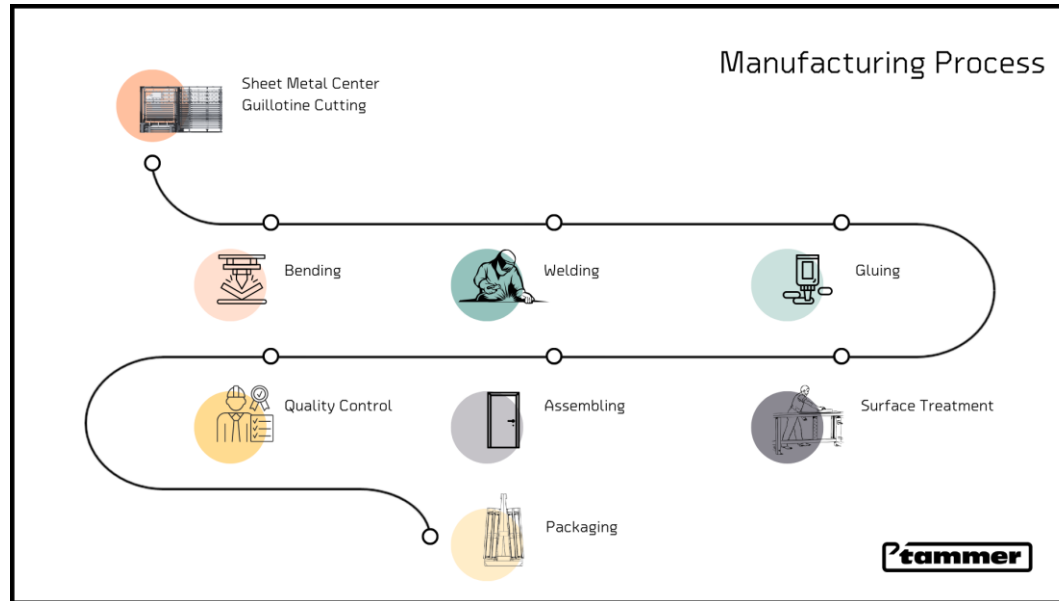 Manufacturing Process
Sheet Metal Center
Guillotine Cutting
Bending
Welding
Gluing
Surface Treatment
Assembling
Quality Control
Packaging
tammer